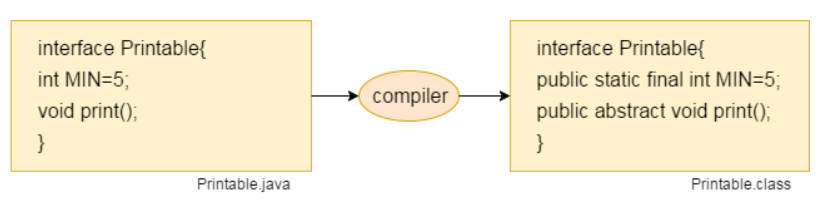 interface Printable{
int MIN=5;
void print();
}
Printable.java
compiler
interface Printable{
public static final int MIN=5;
public abstract void print();
}
Printable.class